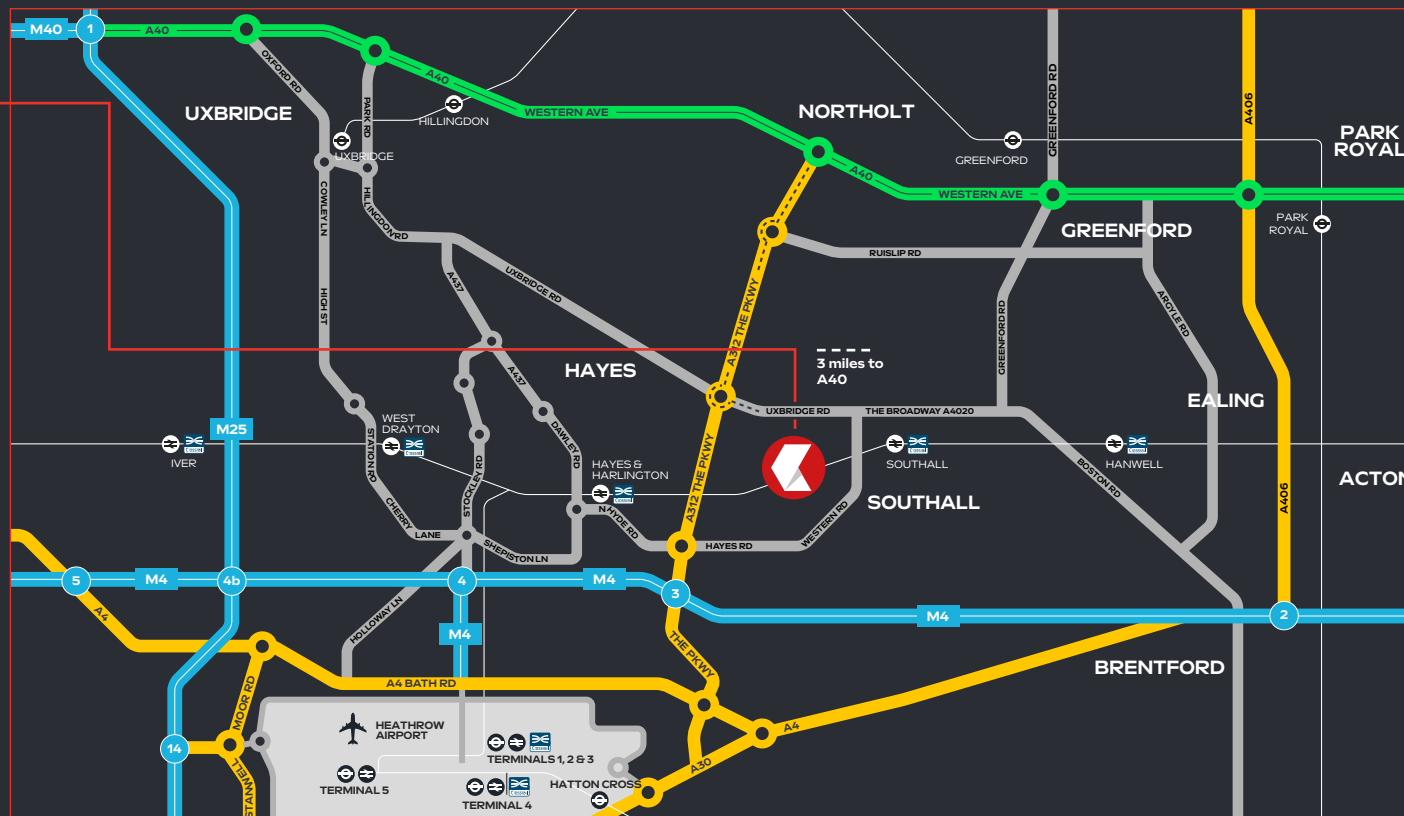 M40
1
A40
OXFORD RD
PARK RD
A40
HILLINGDON
UXBRIDGE
UXBRIDGE
WESTERN AVE
NORTHOLT
A40
GREENFORD RD
GREENFORD
A406
PARK
ROYAL
WESTERN AVE
PARK
ROYAL
GREENFORD
COWLEY LN
HILLINGDON RD
HIGH ST
A437
UXBRIDGE RD
A312 THE PKWY
RUISLIP RD
ARGYLE RD
GREENFORD RD
HAYES
A437
3 miles to
A40
UXBRIDGE RD
THE BROADWAY A4020
EALING
M25
IVER
WEST
DRAYTON
STATION RD
STOCKLEY RD
DAWLEY RD
HAYES &
HARLINGTON
A312 THE PKWY
SOUTHALL
HANWELL
BOSTON RD
ACTON
SOUTHALL
A406
CHERRY
LANE
SHEPISTON LN
N HYDE RD
HAYES RD
WESTERN RD
5
M4
4b
4
M4
3
M4
2
A4
HOLLOWAY LN
M4
THE PKWY
BRENTFORD
MOOR RD
A4 BATH RD
A4
A30
14
HEATHROW
AIRPORT
TERMINALS 1, 2 & 3
TERMINAL 5
TERMINAL 4
HATTON CROSS
STANWELL